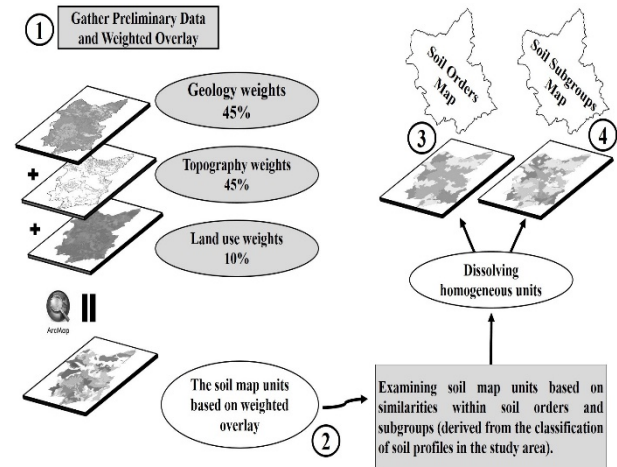 1
Gather Preliminary Data
and Weighted Overlay
Geology weights
45%
+
Topography weights
45%
+
Land use weights
10%
ArcMap
The soil map units
based on weighted
overlay
2
Examining soil map units based on
similarities within soil orders and
subgroups (derived from the classification
of soil profiles in the study area).
Dissolving
homogeneous units
3
Soil Orders
Map
4
Soil Subgroups
Map